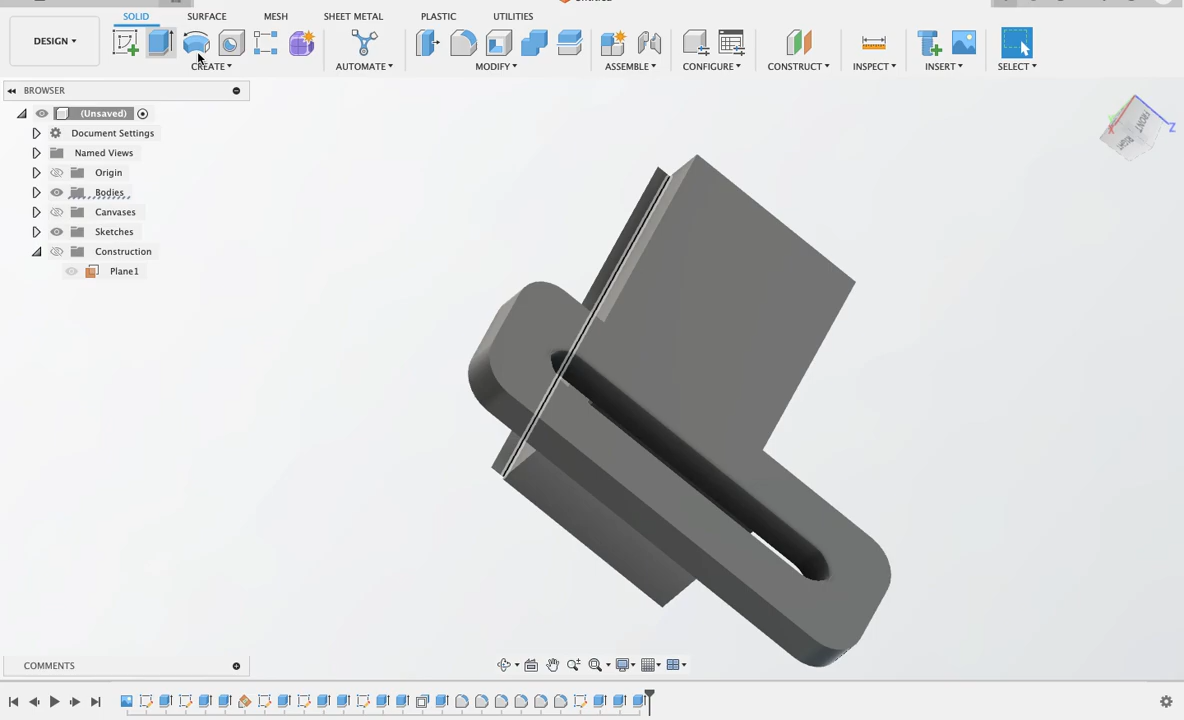 SOLID SURFACE MESH SHEET METAL PLASTIC UTILITIES
DESIGN
CREATE AUTOMATE MODIFY ASSEMBLE CONFIGURE CONSTRUCT INSPECT INSERT SELECT
BROWSER
(Unsaved)
Document Settings
Named Views
Origin
Bodies
Canvases
Sketches
Construction
Plane1
FRONT
Z
COMMENTS